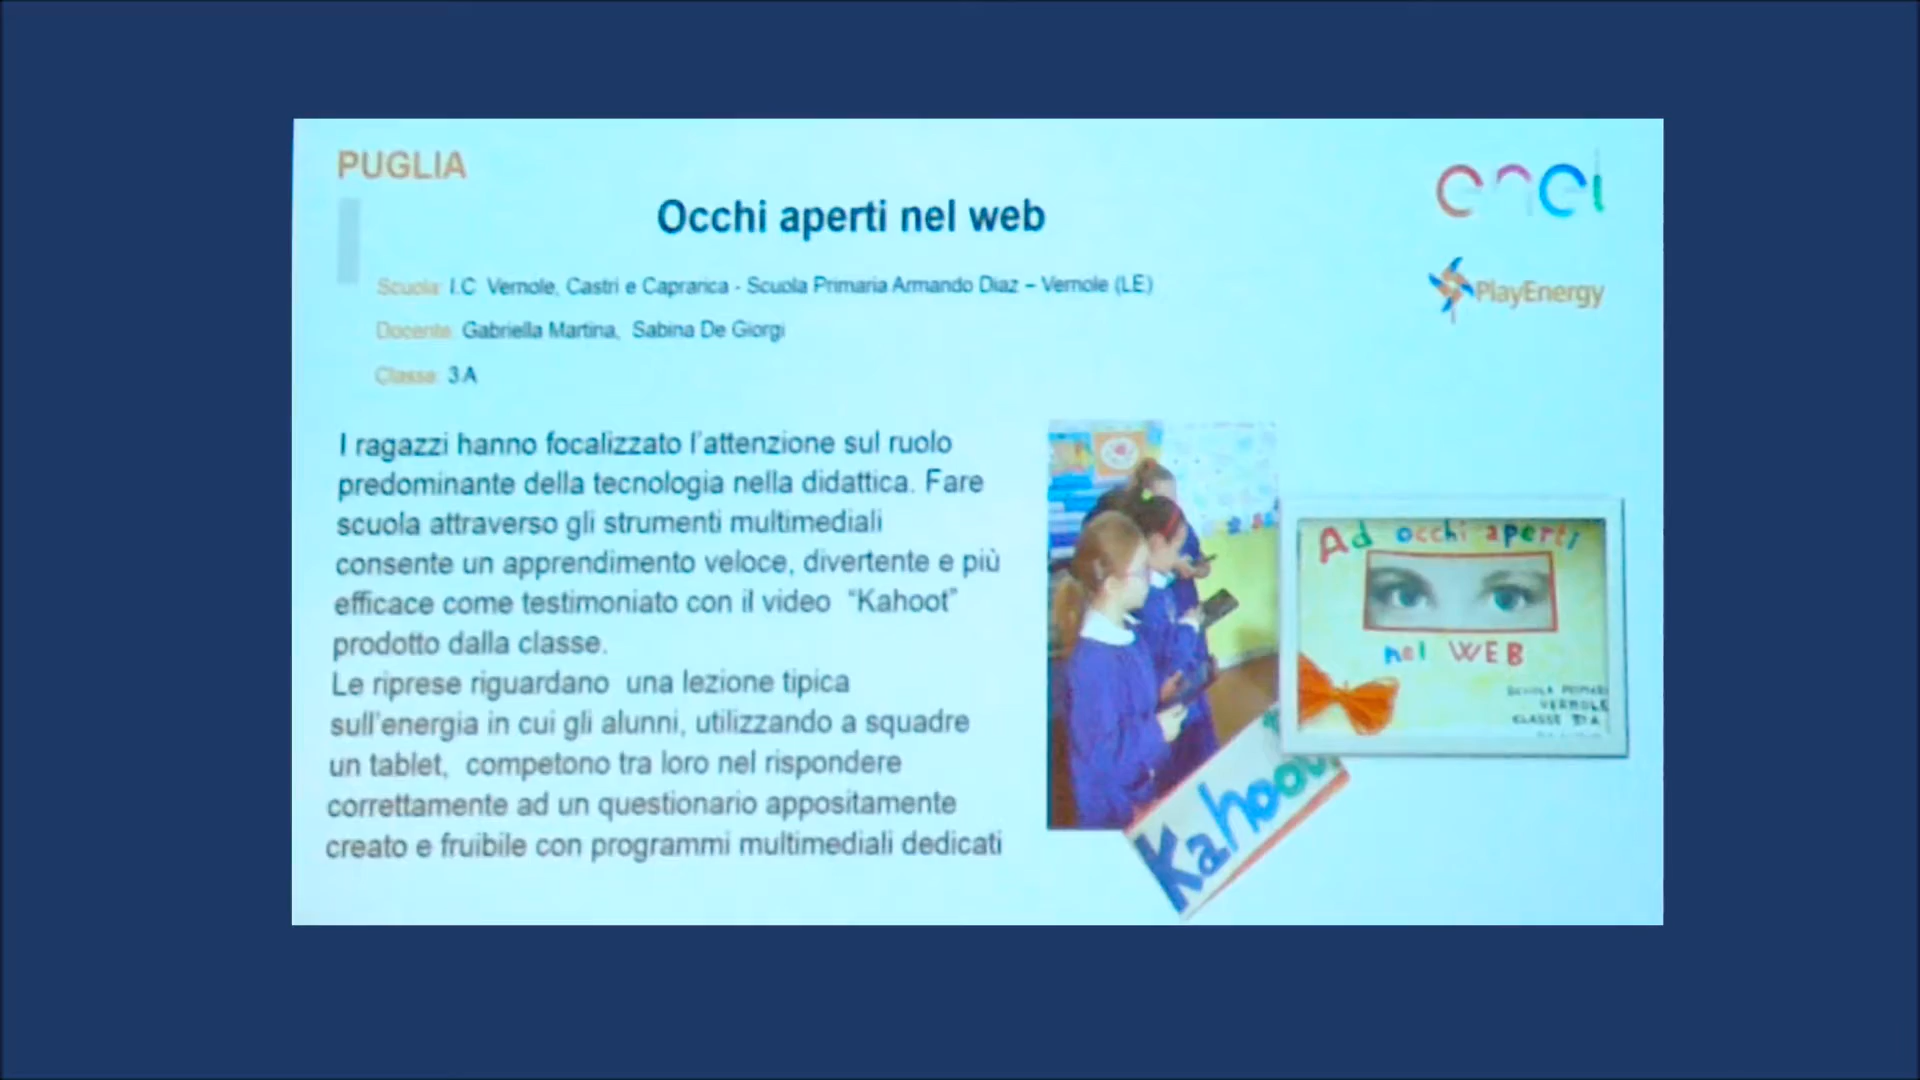 PUGLIA
enel
Occhi aperti nel web
PlayEnergy
Scuola: I.C Vernole, Castri e Caprarica - Scuola Primaria Armando Diaz – Vernole (LE)
Docente: Gabriella Martina, Sabina De Giorgi
Classe: 3 A
I ragazzi hanno focalizzato l'attenzione sul ruolo
predominante della tecnologia nella didattica. Fare
scuola attraverso gli strumenti multimediali
consente un apprendimento veloce, divertente e più
efficace come testimoniato con il video "Kahoot"
prodotto dalla classe.
Le riprese riguardano una lezione tipica
sull'energia in cui gli alunni, utilizzando a squadre
un tablet, competono tra loro nel rispondere
correttamente ad un questionario appositamente
creato e fruibile con programmi multimediali dedicati
Ad occhi aperti
nel WEB
SCUOLA PRIMARI
VERNOLE
CLASSE III A
Kahoot